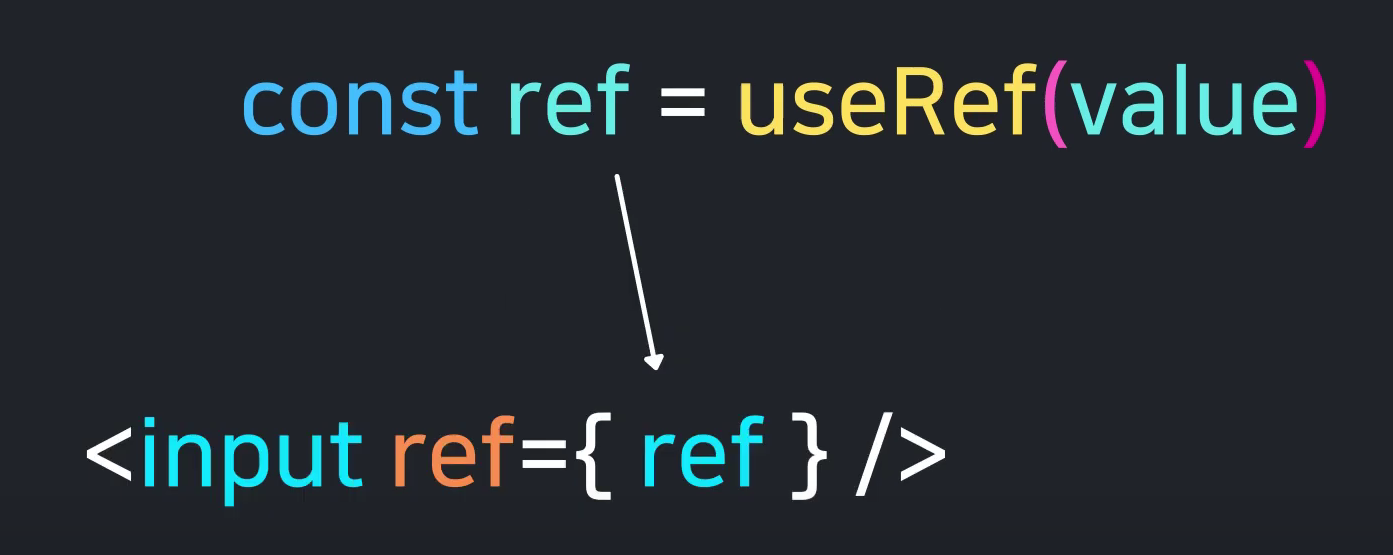 const ref = useRef(value)
<input ref={ ref } />